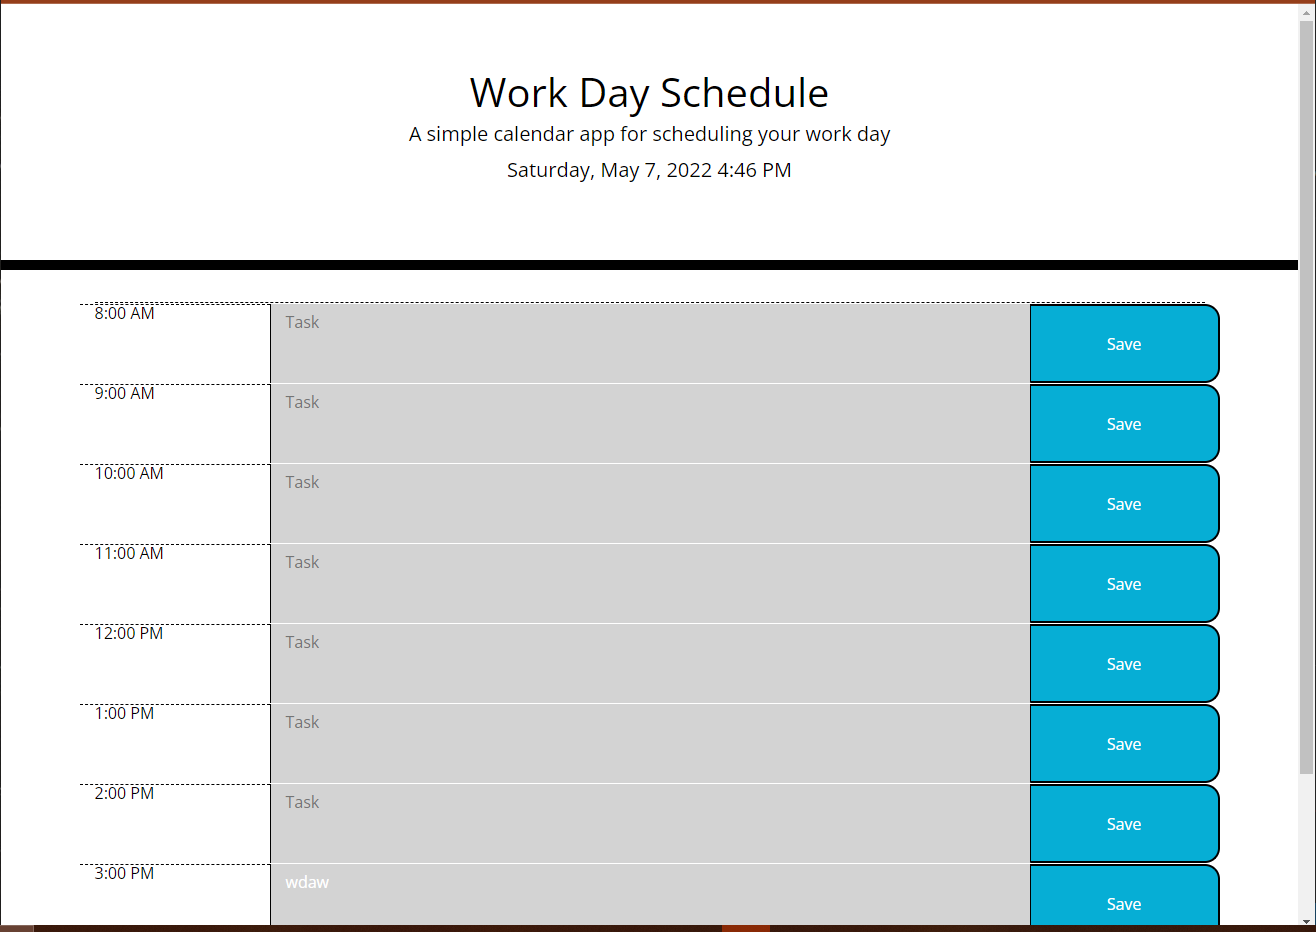 Work Day Schedule
A simple calendar app for scheduling your work day
Saturday, May 7, 2022 4:46 PM
8:00 AM Task Save
9:00 AM Task Save
10:00 AM Task Save
11:00 AM Task Save
12:00 PM Task Save
1:00 PM Task Save
2:00 PM Task Save
3:00 PM wdaw Save